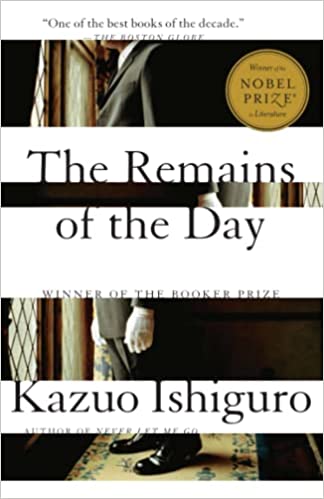 “One of the best books of the decade.”
—THE BOSTON GLOBE
Winner of the
NOBEL
PRIZE®
in Literature
The Remains
of the Day
WINNER OF THE BOOKER PRIZE
Kazuo Ishiguro
AUTHOR OF NEVER LET ME GO